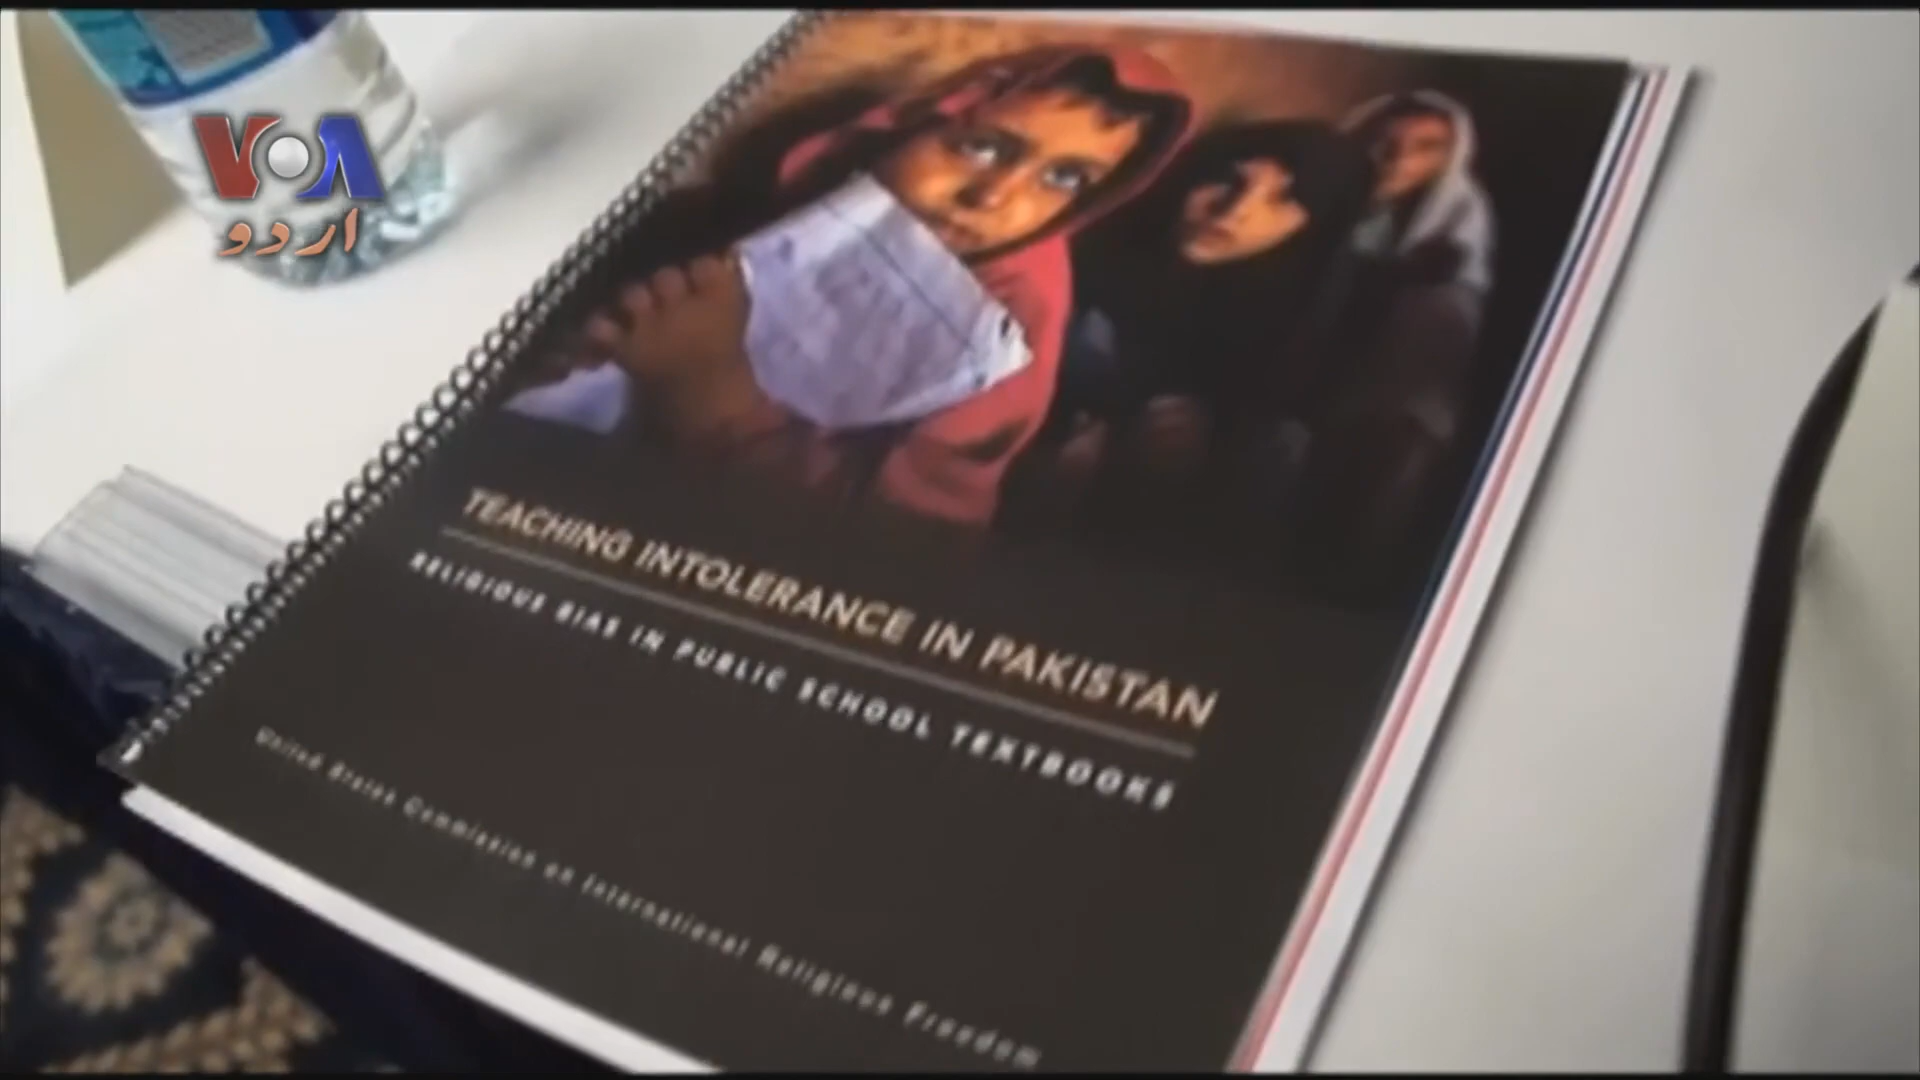 VOA
اردو
TEACHING INTOLERANCE IN PAKISTAN
RELIGIOUS BIAS IN PUBLIC SCHOOL TEXTBOOKS
United States Commission on International Religious Freedom